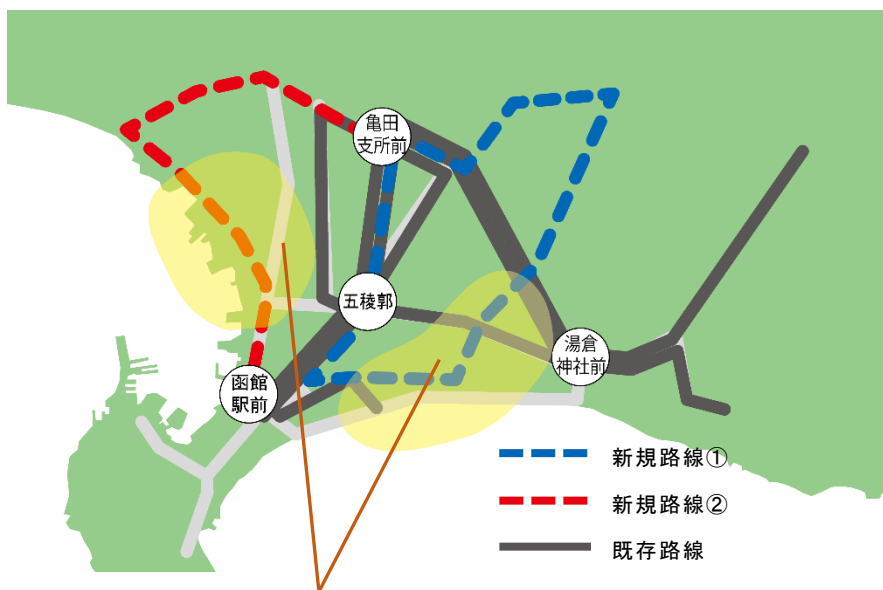 亀田
支所前
五稜郭
湯倉
神社前
函館
駅前
新規路線①
新規路線②
既存路線